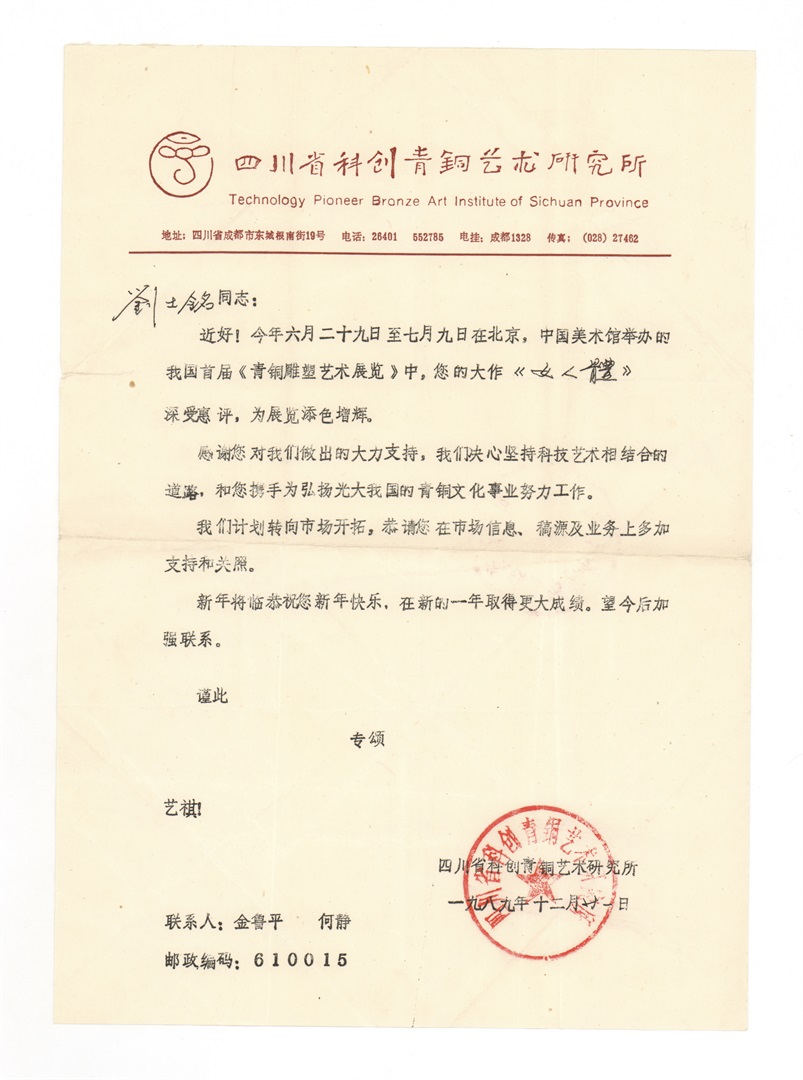 四川省科创青銅艺术研究所
Technology Pioneer Bronze Art Institute of Sichuan Province
地址：四川省成都市东城根南街19号 电话：26401 552785 电挂：成都1328 传真：（028）27462
劉士銘同志：
近好！今年六月二十九日至七月九日在北京，中国美术馆举办的
我国首届《青铜雕塑艺术展览》中，您的大作《女人體》
深受惠评，为展览添色增辉。
感谢您对我们做出的大力支持，我们决心坚持科技艺术相结合的
道路，和您携手为弘扬光大我国的青铜文化事业努力工作。
我们计划转向市场开拓，恭请您在市场信息、稿源及业务上多加
支持和关照。
新年将临恭祝您新年快乐，在新的一年取得更大成绩。望今后加
强联系。
谨此
专颂
艺祺！
四川省科创青铜艺术研究所
四川省科创青铜艺术研究所
一九八九年十二月廿一日
联系人：金鲁平 何静
邮政编码：610015